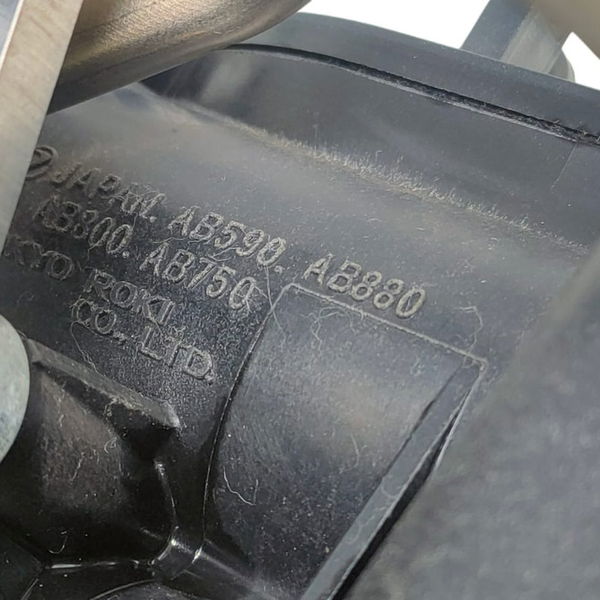 JAPAN. AB590. AB880
AB300. AB750
KYO ROKI
CO., LTD.